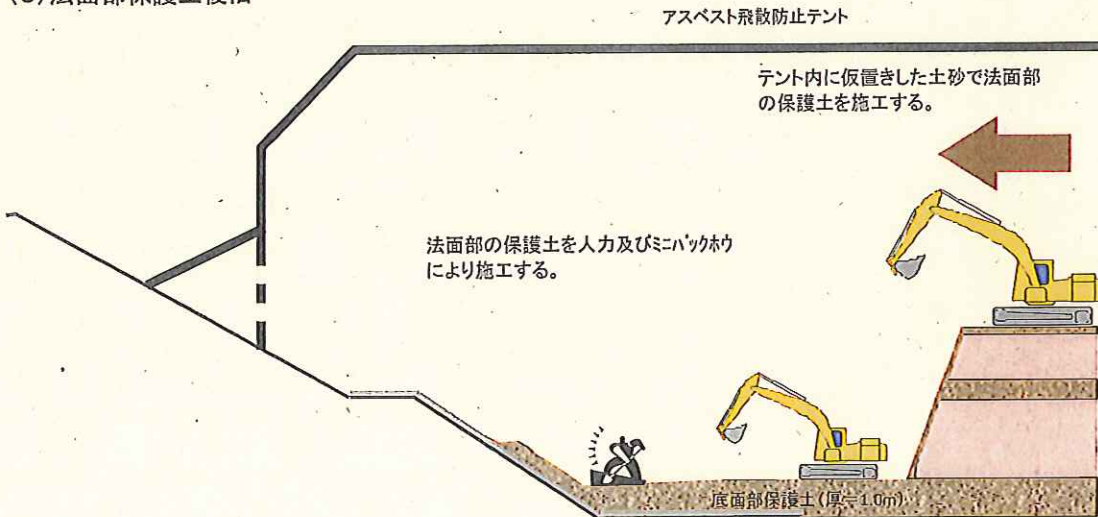 アスベスト飛散防止テント
テント内に仮置きした土砂で法面部
の保護土を施工する。
法面部の保護土を人力及びミニバックホウ
により施工する。
底面部保護土(厚=1.0m)